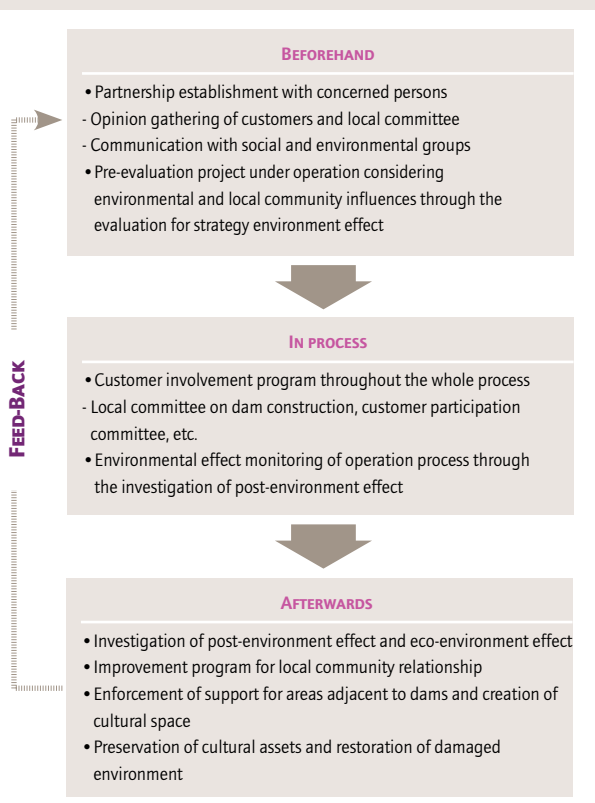 BEFOREHAND
• Partnership establishment with concerned persons
- Opinion gathering of customers and local committee
- Communication with social and environmental groups
• Pre-evaluation project under operation considering
environmental and local community influences through the
evaluation for strategy environment effect
IN PROCESS
• Customer involvement program throughout the whole process
- Local committee on dam construction, customer participation
committee, etc.
• Environmental effect monitoring of operation process through
the investigation of post-environment effect
FEED-BACK
AFTERWARDS
• Investigation of post-environment effect and eco-environment effect
• Improvement program for local community relationship
• Enforcement of support for areas adjacent to dams and creation of
cultural space
• Preservation of cultural assets and restoration of damaged
environment